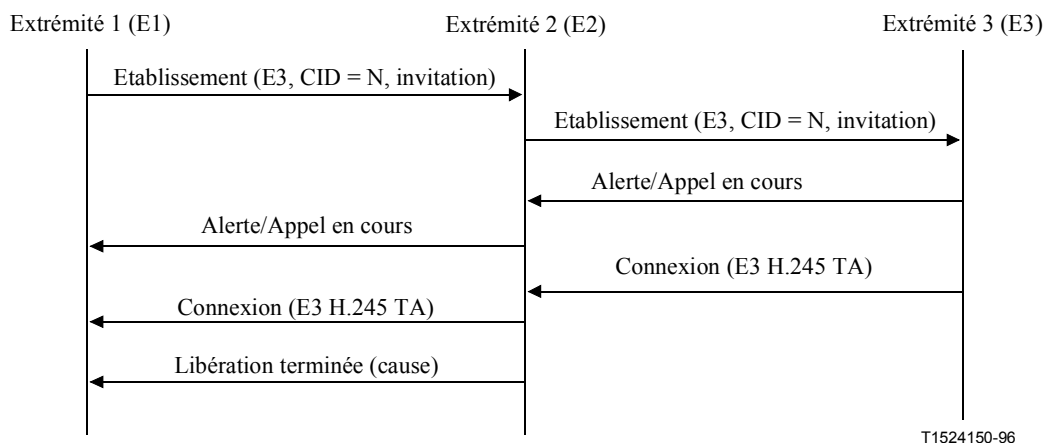 Extrémité 1 (E1)
Extrémité 2 (E2)
Extrémité 3 (E3)
Etablissement (E3, CID = N, invitation)
Etablissement (E3, CID = N, invitation)
Alerte/Appel en cours
Alerte/Appel en cours
Connexion (E3 H.245 TA)
Connexion (E3 H.245 TA)
Libération terminée (cause)
T1524150-96